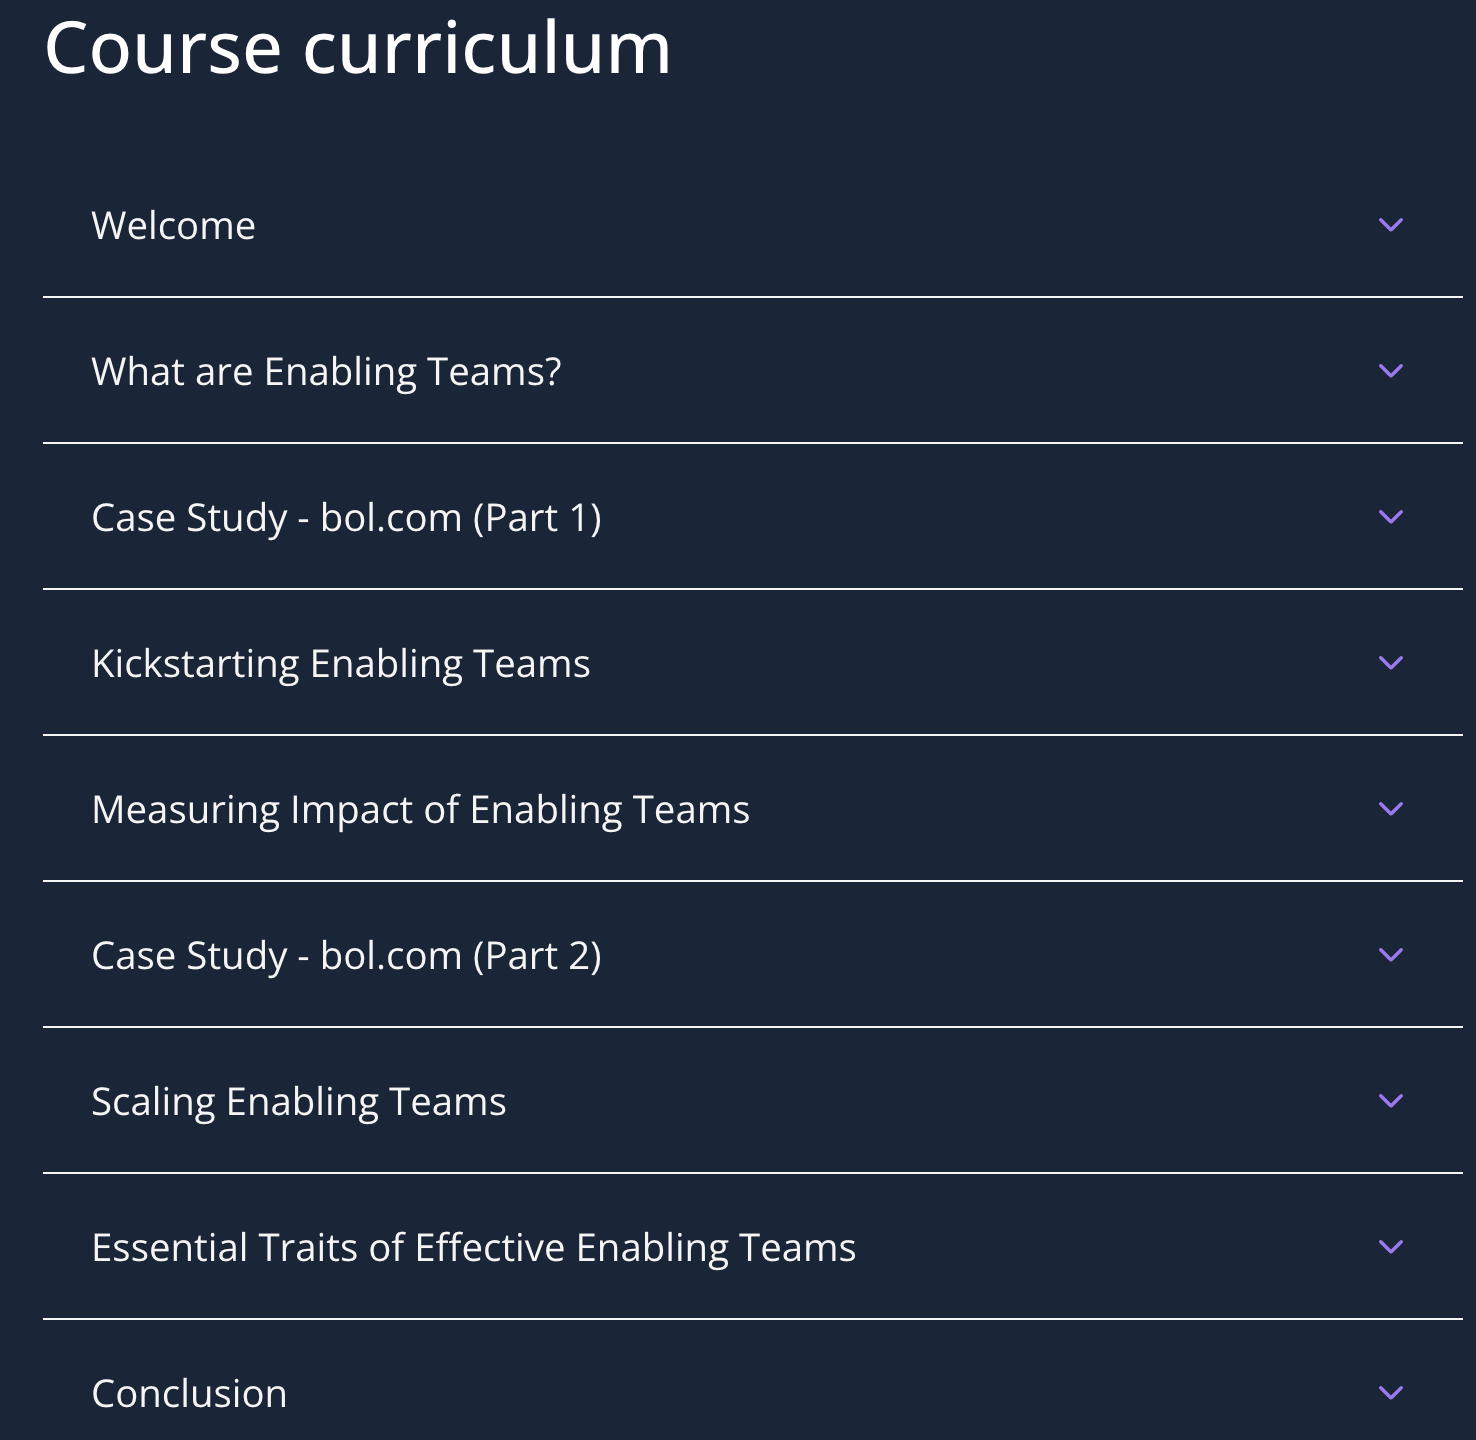 Course curriculum
Welcome
What are Enabling Teams?
Case Study - bol.com (Part 1)
Kickstarting Enabling Teams
Measuring Impact of Enabling Teams
Case Study - bol.com (Part 2)
Scaling Enabling Teams
Essential Traits of Effective Enabling Teams
Conclusion